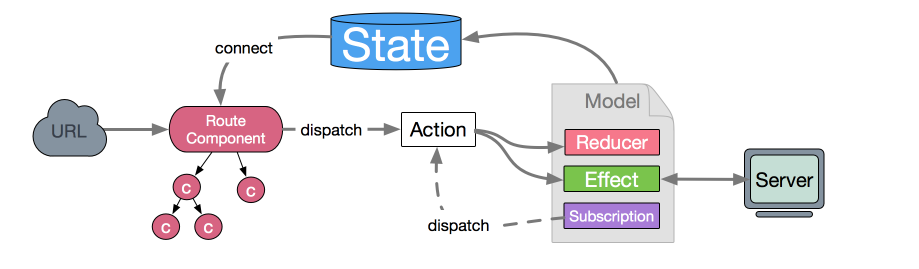 State
connect
URL
Route
Component
dispatch
Action
Model
Reducer
Effect
Subscription
Server
dispatch
C
C
C
C